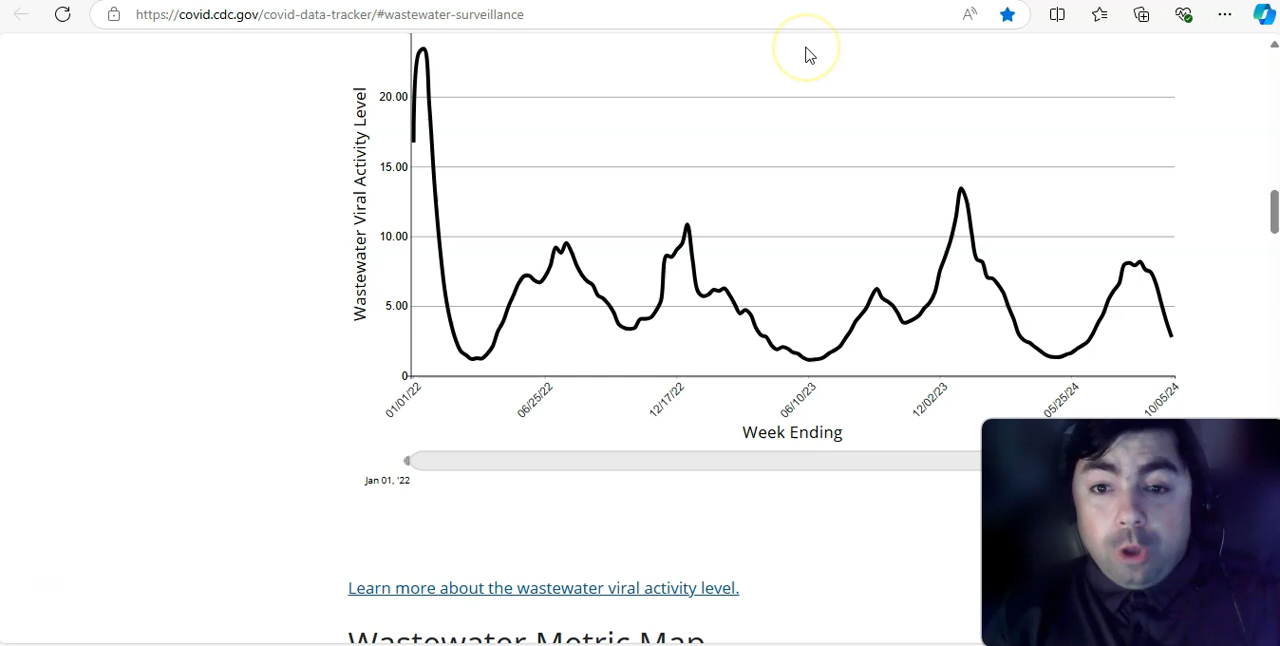 https://covid.cdc.gov/covid-data-tracker/#wastewater-surveillance
Wastewater Viral Activity Level
20.00
15.00
10.00
5.00
0
01/01/22
06/25/22
12/17/22
06/10/23
12/02/23
05/25/24
10/05/24
Week Ending
Jan 01, '22
Learn more about the wastewater viral activity level.
Wastewater Metric Map